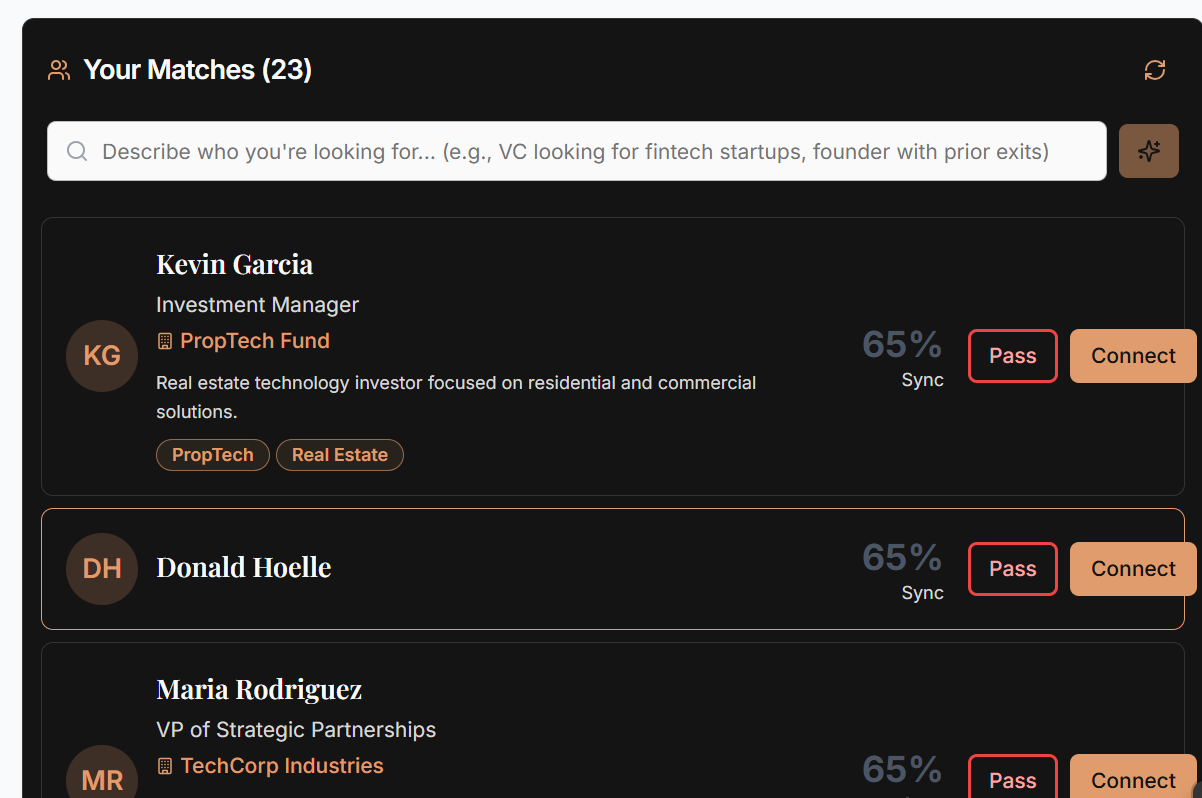 Your Matches (23)
Describe who you're looking for... (e.g., VC looking for fintech startups, founder with prior exits)
KG
Kevin Garcia
Investment Manager
PropTech Fund
Real estate technology investor focused on residential and commercial
solutions.
PropTech
Real Estate
65%
Sync
Pass
Connect
DH
Donald Hoelle
65%
Sync
Pass
Connect
MR
Maria Rodriguez
VP of Strategic Partnerships
TechCorp Industries
65%
Pass
Connect